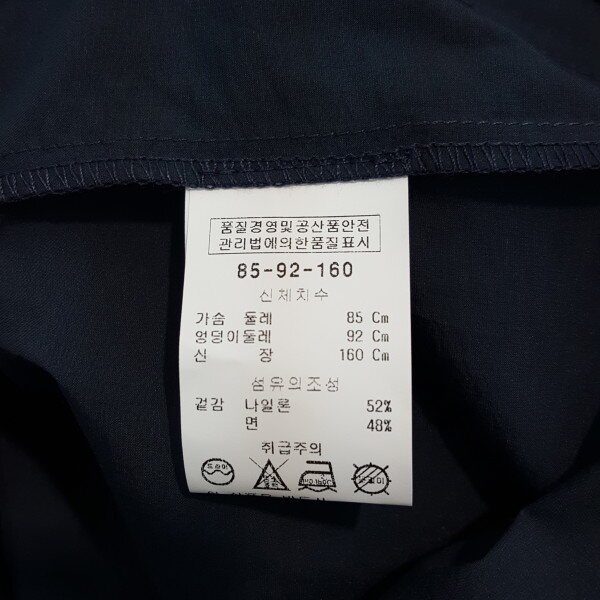 품질경영및공산품안전
관리법에의한품질표시
85-92-160
신체치수
가슴 둘레 85 Cm
엉덩이둘레 92 Cm
신 장 160 Cm
섬유의조성
겉감 나일론 52%
면 48%
취급주의
드라이